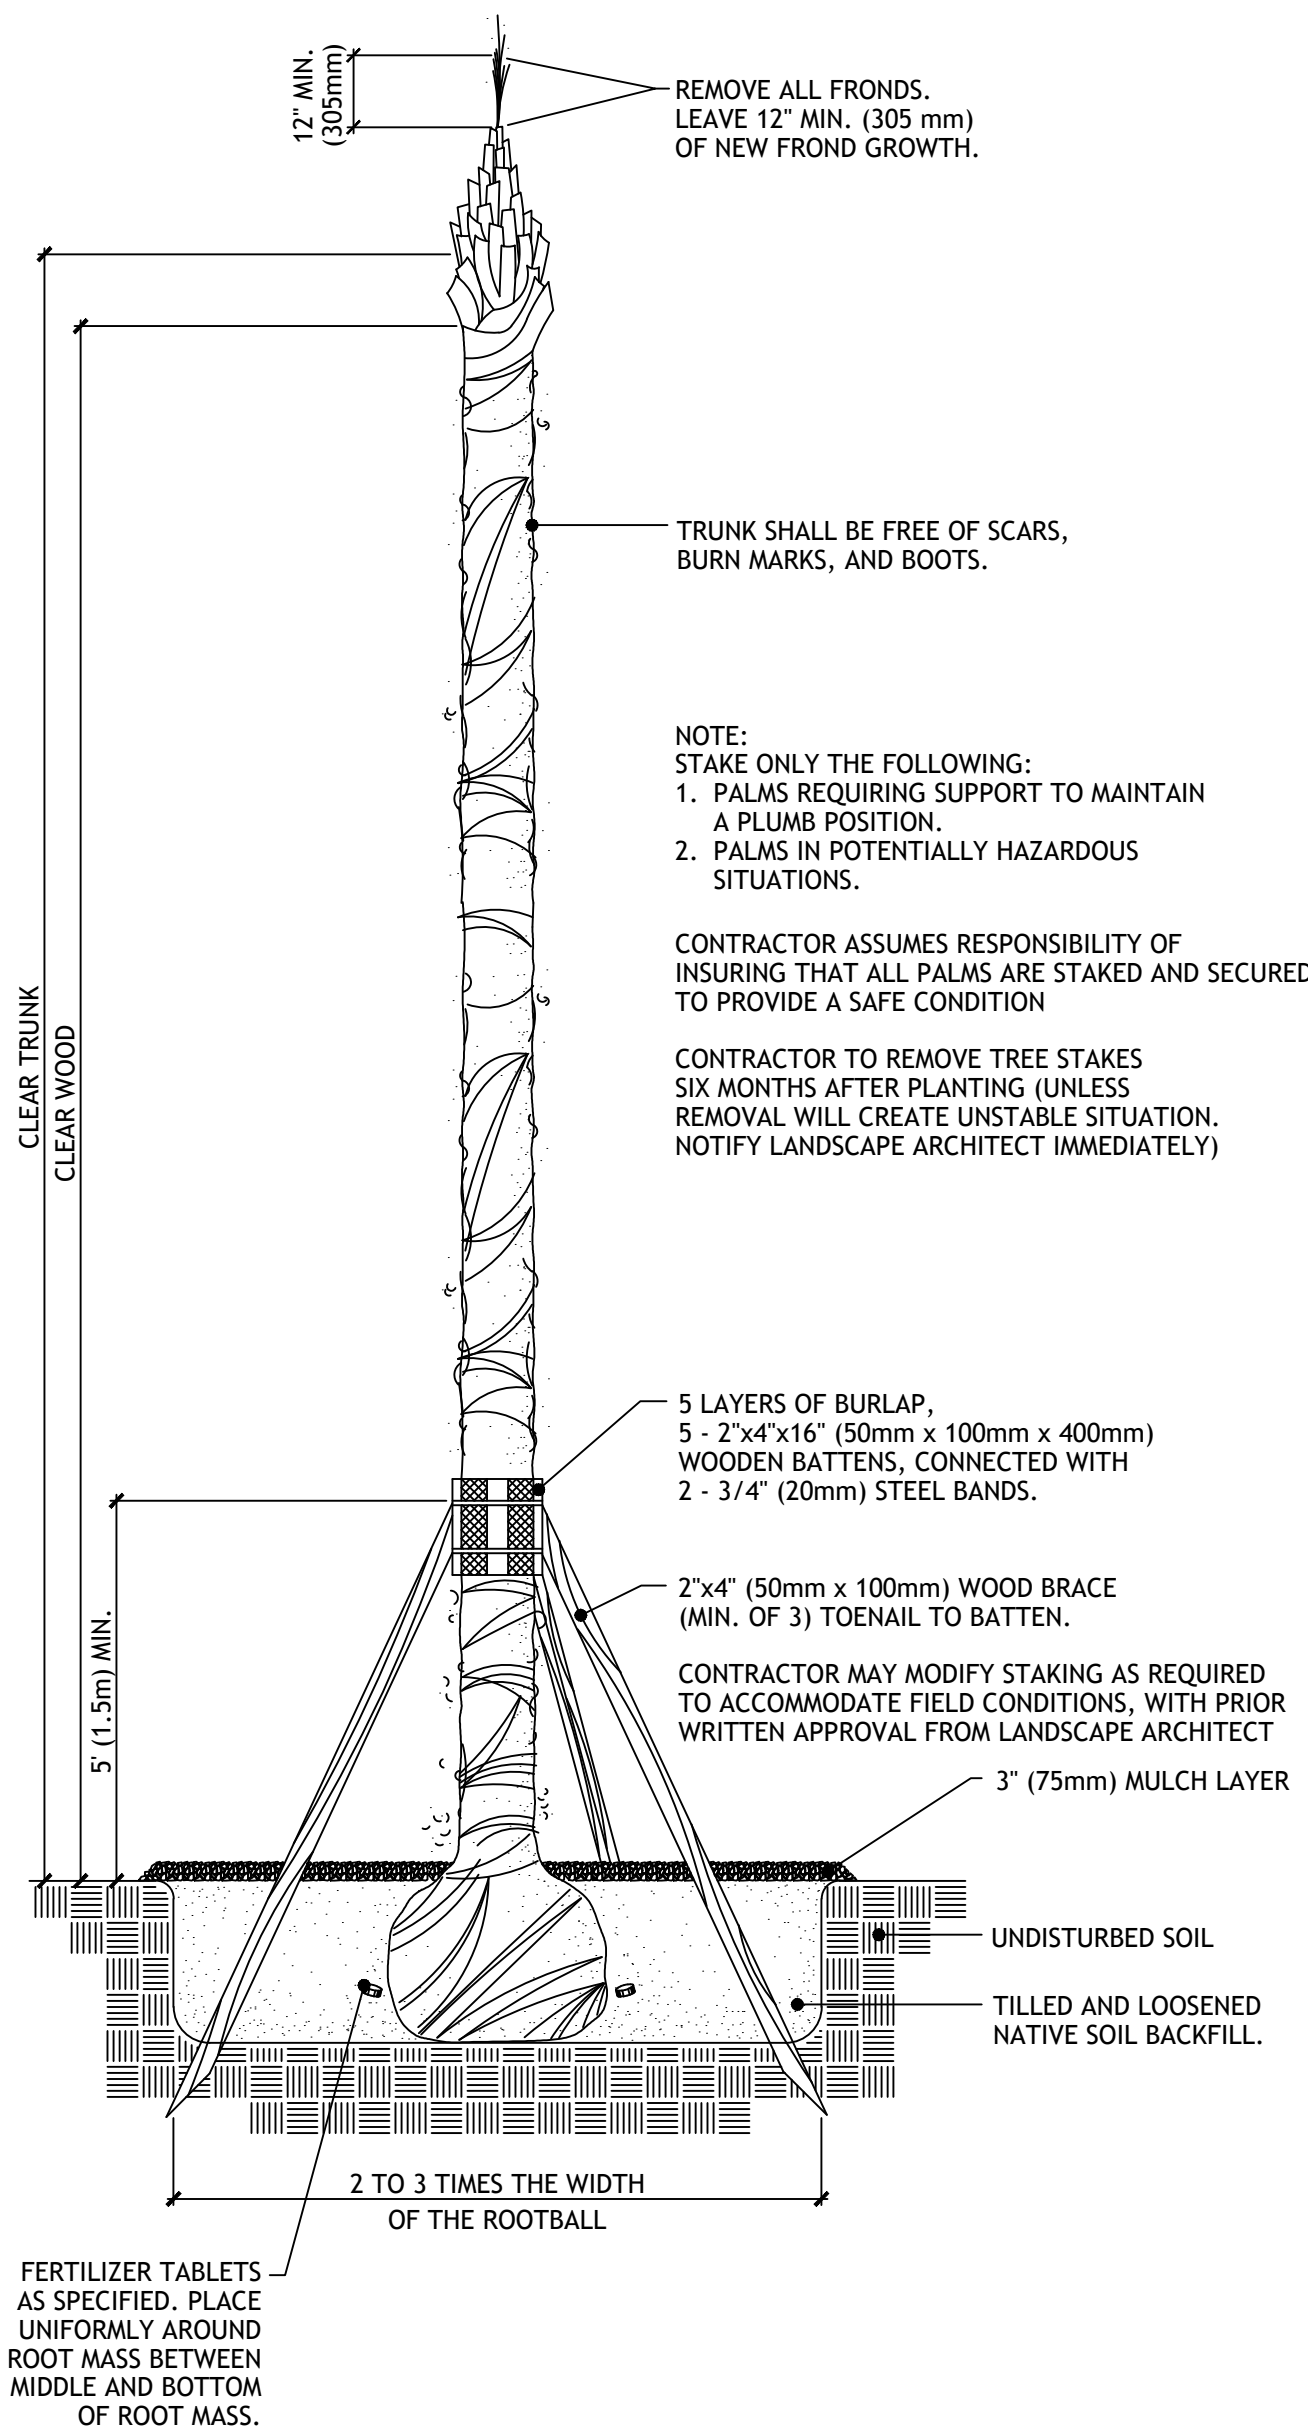 12" MIN.
(305mm)
REMOVE ALL FRONDS.
LEAVE 12" MIN. (305 mm)
OF NEW FROND GROWTH.
TRUNK SHALL BE FREE OF SCARS,
BURN MARKS, AND BOOTS.
NOTE:
STAKE ONLY THE FOLLOWING:
1. PALMS REQUIRING SUPPORT TO MAINTAIN
A PLUMB POSITION.
2. PALMS IN POTENTIALLY HAZARDOUS
SITUATIONS.
CONTRACTOR ASSUMES RESPONSIBILITY OF
INSURING THAT ALL PALMS ARE STAKED AND SECURED
TO PROVIDE A SAFE CONDITION
CONTRACTOR TO REMOVE TREE STAKES
SIX MONTHS AFTER PLANTING (UNLESS
REMOVAL WILL CREATE UNSTABLE SITUATION.
NOTIFY LANDSCAPE ARCHITECT IMMEDIATELY)
CLEAR TRUNK
CLEAR WOOD
5 LAYERS OF BURLAP,
5 - 2"x4"x16" (50mm x 100mm x 400mm)
WOODEN BATTENS, CONNECTED WITH
2 - 3/4" (20mm) STEEL BANDS.
2"x4" (50mm x 100mm) WOOD BRACE
(MIN. OF 3) TOENAIL TO BATTEN.
CONTRACTOR MAY MODIFY STAKING AS REQUIRED
TO ACCOMMODATE FIELD CONDITIONS, WITH PRIOR
WRITTEN APPROVAL FROM LANDSCAPE ARCHITECT
5' (1.5m) MIN.
3" (75mm) MULCH LAYER
UNDISTURBED SOIL
TILLED AND LOOSENED
NATIVE SOIL BACKFILL.
2 TO 3 TIMES THE WIDTH
OF THE ROOTBALL
FERTILIZER TABLETS
AS SPECIFIED. PLACE
UNIFORMLY AROUND
ROOT MASS BETWEEN
MIDDLE AND BOTTOM
OF ROOT MASS.